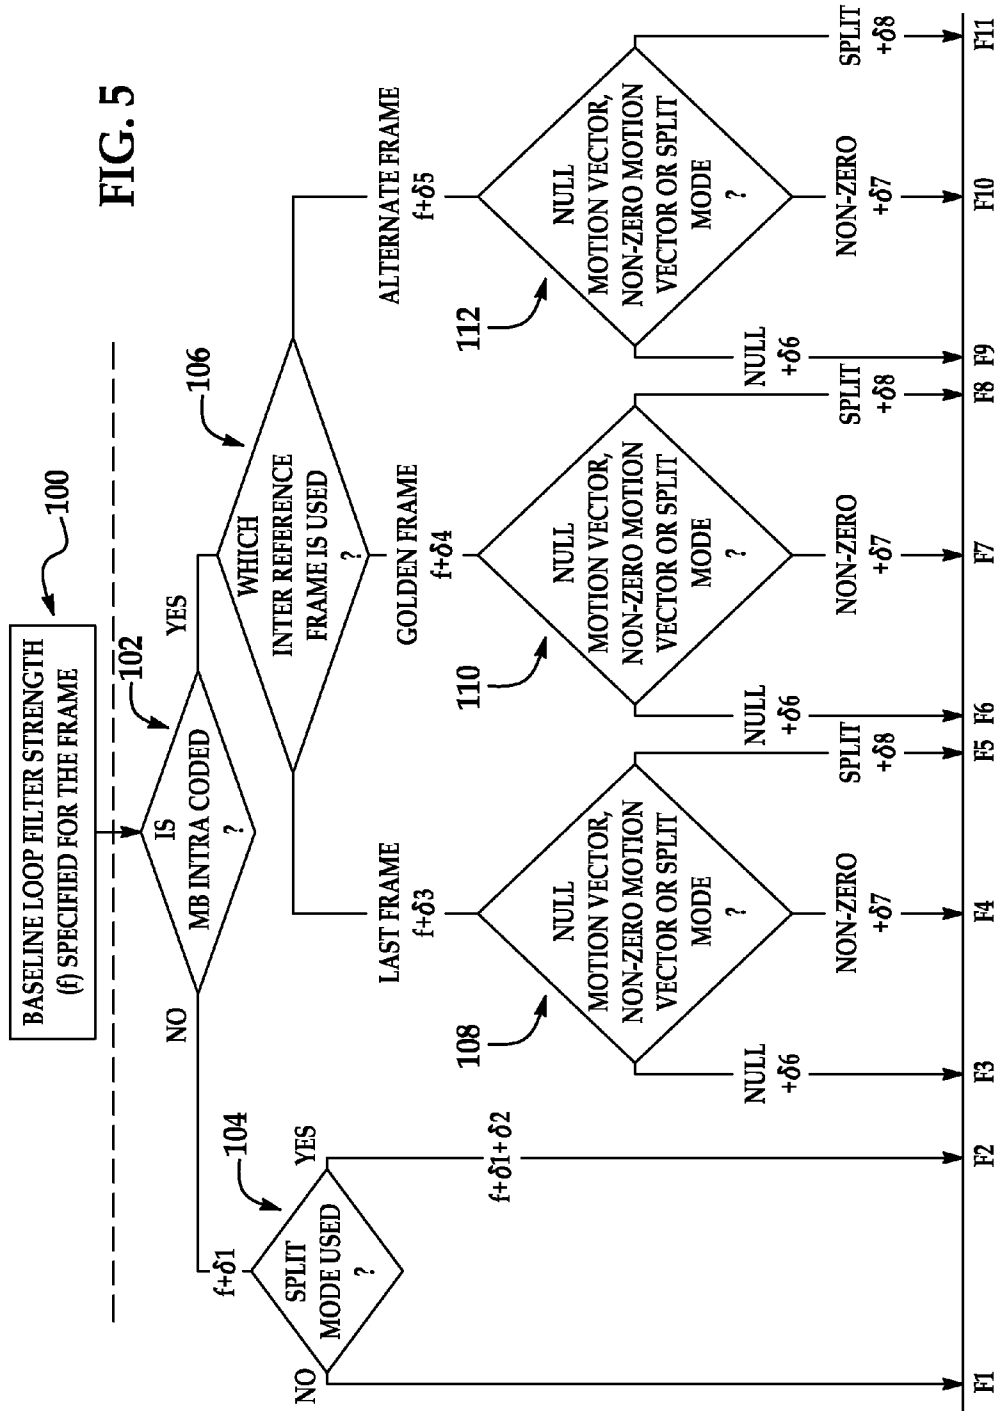 FIG. 5
BASELINE LOOP FILTER STRENGTH
(f) SPECIFIED FOR THE FRAME
100
IS
MB INTRA CODED
?
102
NO
YES
f+δ1
SPLIT
MODE USED
?
104
NO
YES
f+δ1+δ2
WHICH
INTER REFERENCE
FRAME IS USED
?
106
LAST FRAME
f+δ3
GOLDEN FRAME
f+δ4
ALTERNATE FRAME
f+δ5
NULL
MOTION VECTOR,
NON-ZERO MOTION
VECTOR OR SPLIT
MODE
?
108
NULL
+δ6
NON-ZERO
+δ7
SPLIT
+δ8
NULL
MOTION VECTOR,
NON-ZERO MOTION
VECTOR OR SPLIT
MODE
?
110
NULL
+δ6
NON-ZERO
+δ7
SPLIT
+δ8
NULL
MOTION VECTOR,
NON-ZERO MOTION
VECTOR OR SPLIT
MODE
?
112
NULL
+δ6
NON-ZERO
+δ7
SPLIT
+δ8
F1
F2
F3
F4
F5
F6
F7
F8
F9
F10
F11